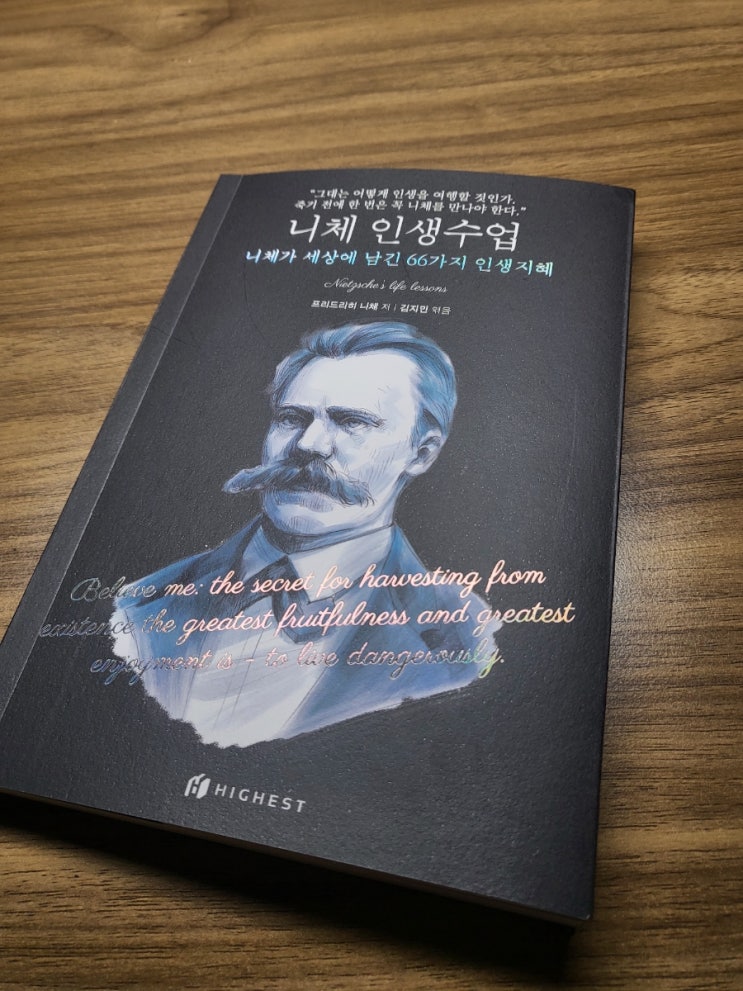 "그대는 어떻게 인생을 여행할 것인가.
죽기 전에 한 번은 꼭 니체를 만나야 한다."
니체 인생수업
니체가 세상에 남긴 66가지 인생지혜
Nietzsche's life lessons
프리드리히 니체 저 | 김지민 엮음
Believe me: the secret for harvesting from
existence the greatest fruitfulness and greatest
enjoyment is - to live dangerously.
HIGHEST